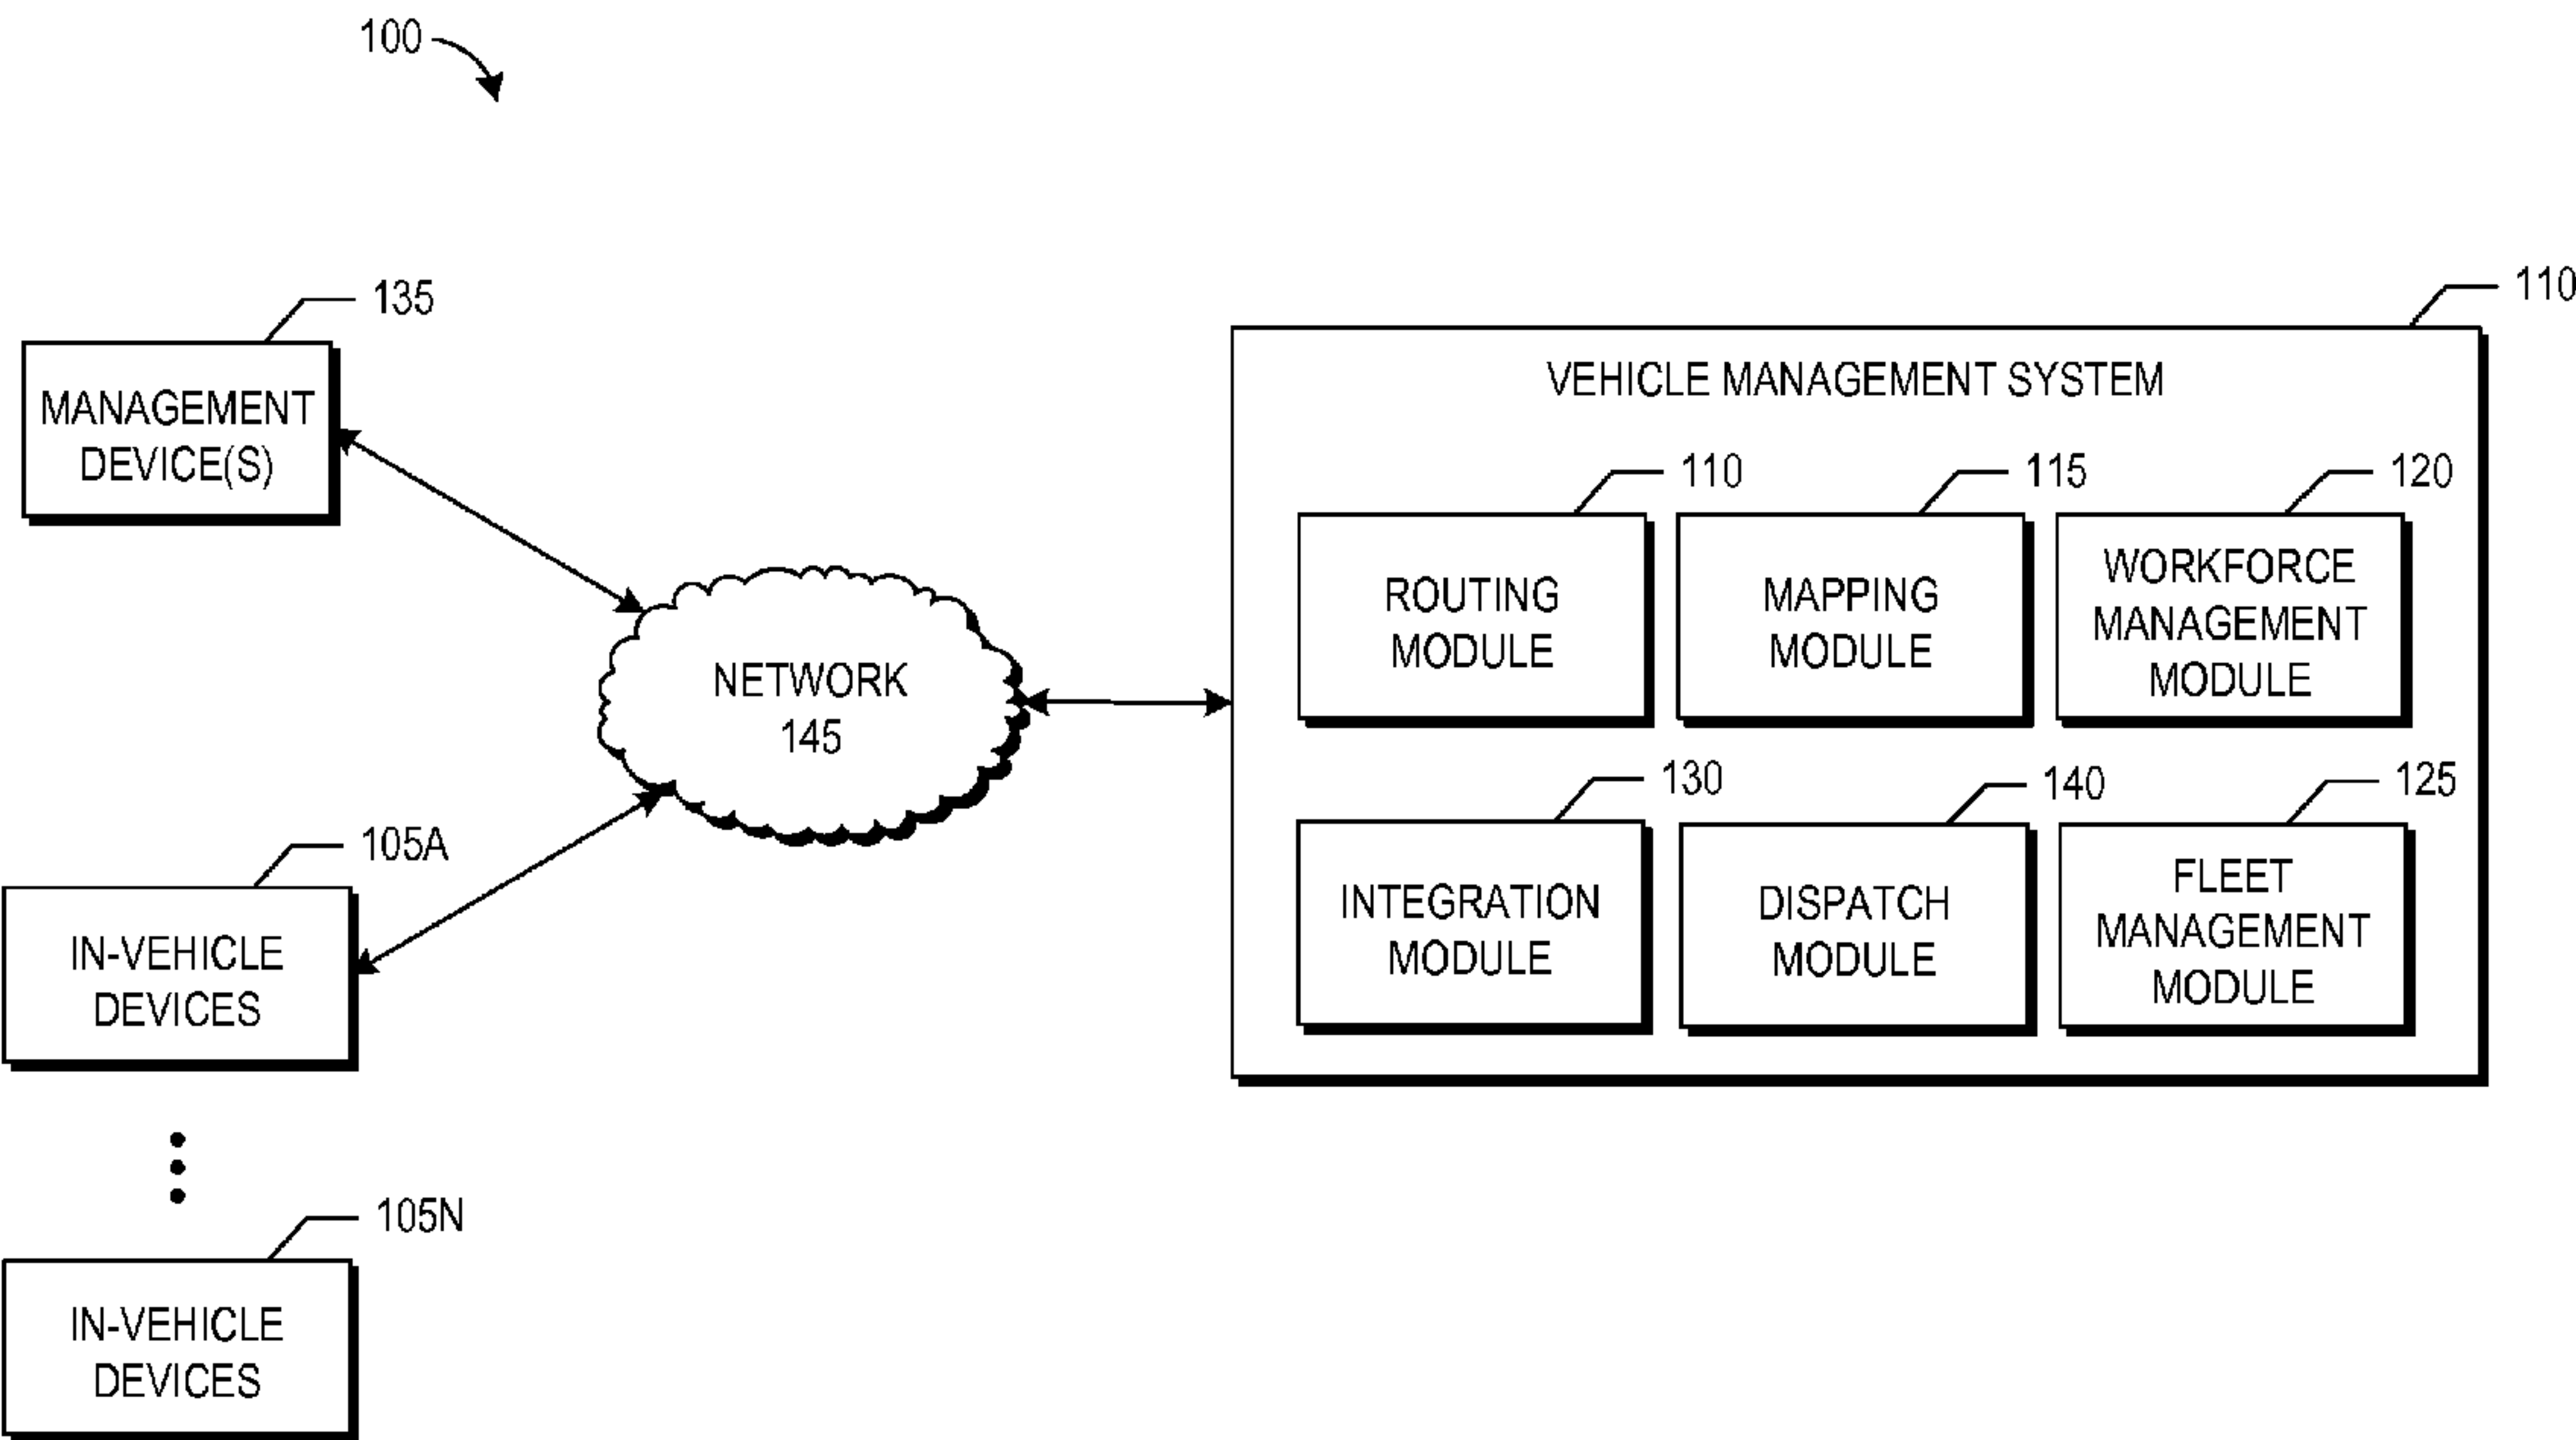 100
135
MANAGEMENT
DEVICE(S)
105A
IN-VEHICLE
DEVICES
105N
IN-VEHICLE
DEVICES
NETWORK
145
110
VEHICLE MANAGEMENT SYSTEM
110
ROUTING
MODULE
115
MAPPING
MODULE
120
WORKFORCE
MANAGEMENT
MODULE
130
INTEGRATION
MODULE
140
DISPATCH
MODULE
125
FLEET
MANAGEMENT
MODULE